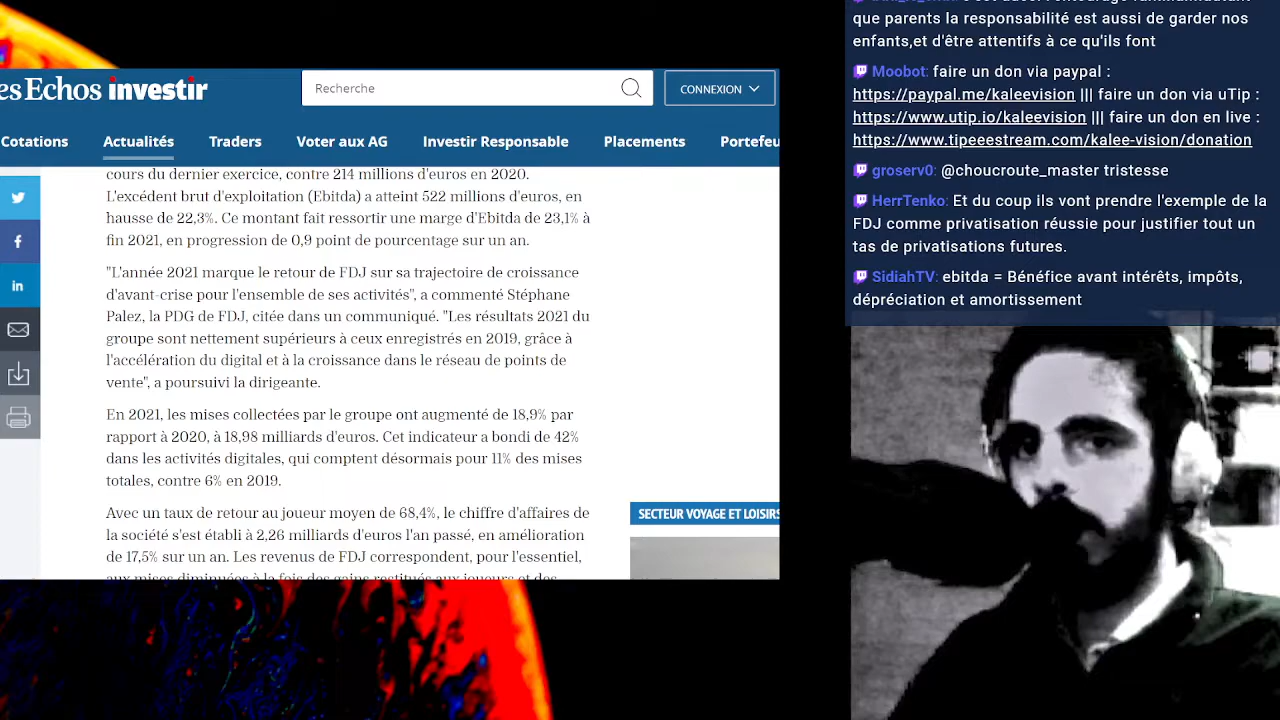 es Echos investir
Recherche
CONNEXION
Cotations
Actualités
Traders
Voter aux AG
Investir Responsable
Placements
Portefeu
cours du dernier exercice, contre 214 millions d'euros en 2020.
L'excédent brut d'exploitation (Ebitda) a atteint 522 millions d'euros, en
hausse de 22,3%. Ce montant fait ressortir une marge d'Ebitda de 23,1% à
fin 2021, en progression de 0,9 point de pourcentage sur un an.
"L'année 2021 marque le retour de FDJ sur sa trajectoire de croissance
d'avant-crise pour l'ensemble de ses activités", a commenté Stéphane
Palez, la PDG de FDJ, citée dans un communiqué. "Les résultats 2021 du
groupe sont nettement supérieurs à ceux enregistrés en 2019, grâce à
l'accélération du digital et à la croissance dans le réseau de points de
vente", a poursuivi la dirigeante.
En 2021, les mises collectées par le groupe ont augmenté de 18,9% par
rapport à 2020, à 18,98 milliards d'euros. Cet indicateur a bondi de 42%
dans les activités digitales, qui comptent désormais pour 11% des mises
totales, contre 6% en 2019.
Avec un taux de retour au joueur moyen de 68,4%, le chiffre d'affaires de
la société s'est établi à 2,26 milliards d'euros l'an passé, en amélioration
de 17,5% sur un an. Les revenus de FDJ correspondent, pour l'essentiel,
aux mises diminuées à la fois des gains restitués aux joueurs et des
SECTEUR VOYAGE ET LOISIRS
que parents la responsabilité est aussi de garder nos
enfants,et d'être attentifs à ce qu'ils font
Moobot: faire un don via paypal :
https://paypal.me/kaleevision ||| faire un don via uTip :
https://www.utip.io/kaleevision ||| faire un don en live :
https://www.tipeeestream.com/kalee-vision/donation
groserv0: @choucroute_master tristesse
HerrTenko: Et du coup ils vont prendre l'exemple de la
FDJ comme privatisation réussie pour justifier tout un
tas de privatisations futures.
SidiahTV: ebitda = Bénéfice avant intérêts, impôts,
dépréciation et amortissement